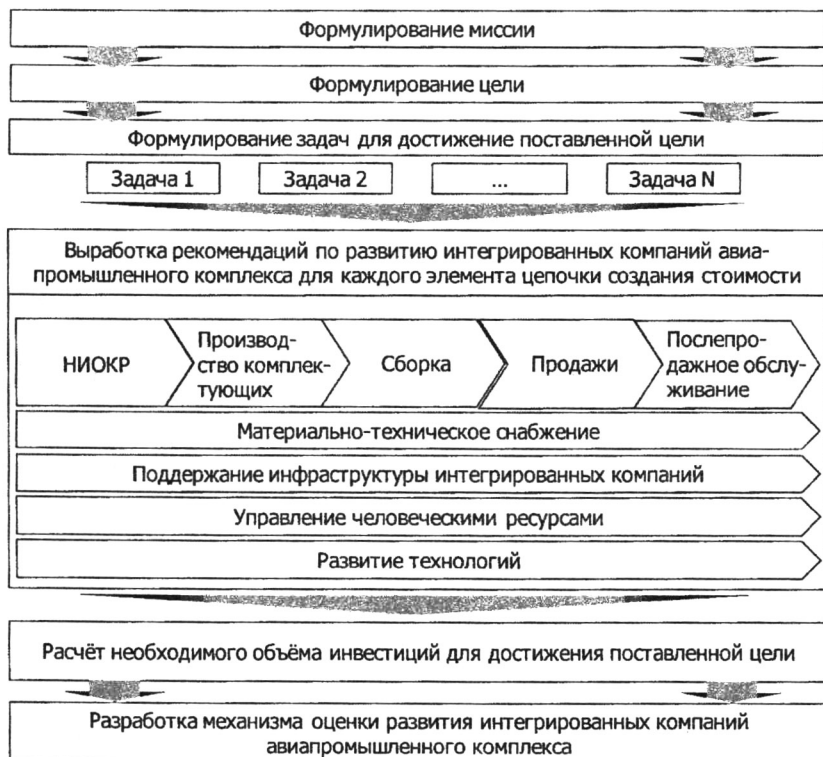 Формулирование миссии
Формулирование цели
Формулирование задач для достижение поставленной цели
Задача 1
Задача 2
...
Задача N
Выработка рекомендаций по развитию интегрированных компаний авиа-
промышленного комплекса для каждого элемента цепочки создания стоимости
НИОКР
Производ-
ство комплек-
тующих
Сборка
Продажи
Послепро-
дажное обслу-
живание
Материально-техническое снабжение
Поддержание инфраструктуры интегрированных компаний
Управление человеческими ресурсами
Развитие технологий
Расчёт необходимого объёма инвестиций для достижения поставленной цели
Разработка механизма оценки развития интегрированных компаний
авиапромышленного комплекса